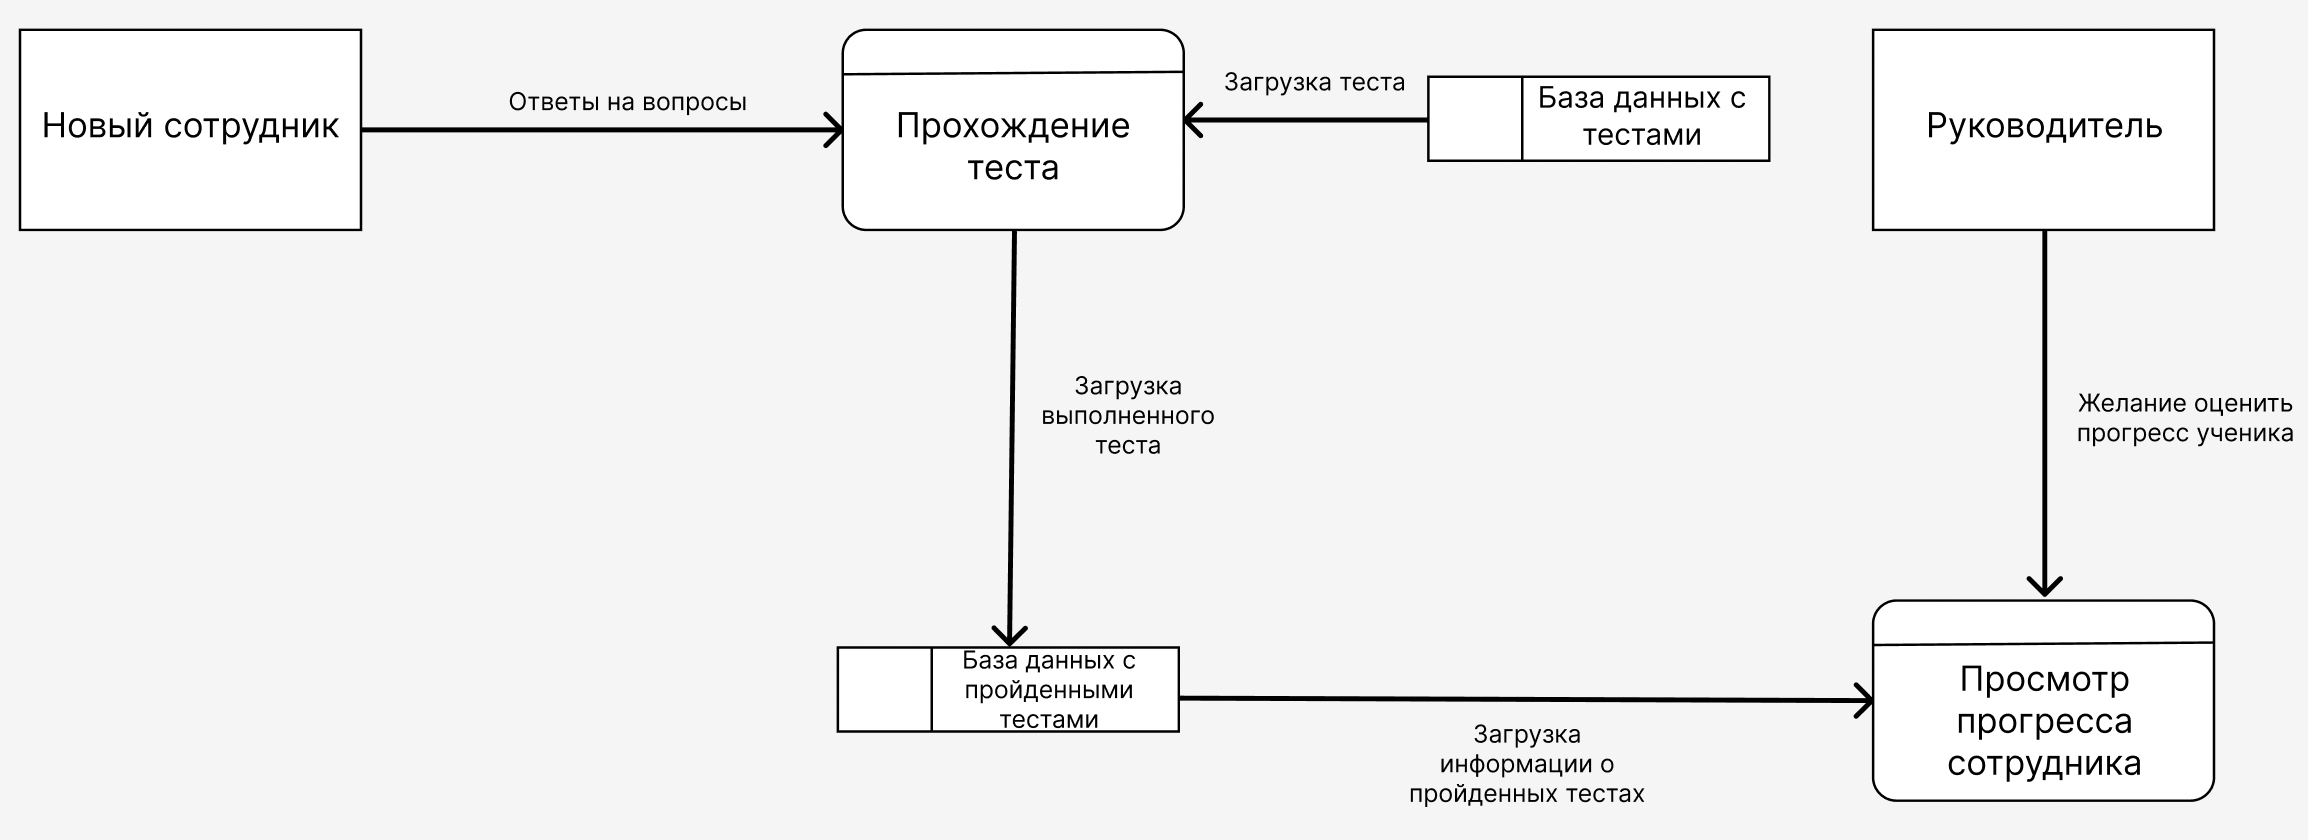 Новый сотрудник
Ответы на вопросы
Прохождение
теста
Загрузка теста
База данных с
тестами
Руководитель
Загрузка
выполненного
теста
Желание оценить
прогресс ученика
База данных с
пройденными
тестами
Загрузка
информации о
пройденных тестах
Просмотр
прогресса
сотрудника